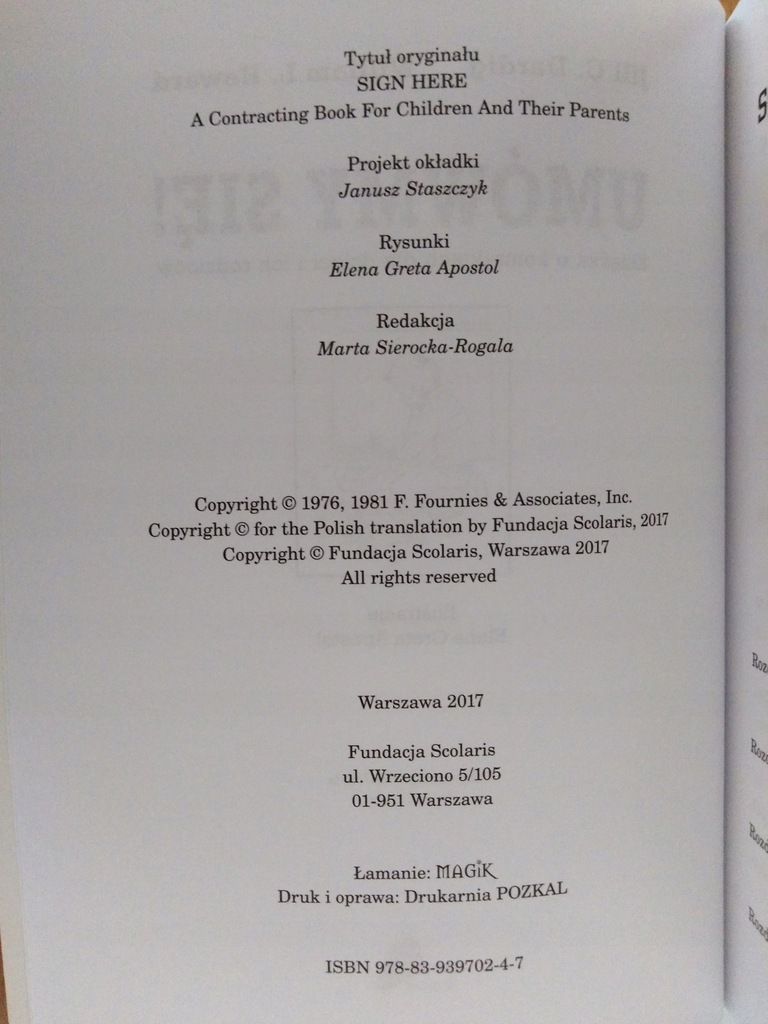 Tytuł oryginału
SIGN HERE
A Contracting Book For Children And Their Parents
Projekt okładki
Janusz Staszczyk
Rysunki
Elena Greta Apostol
Redakcja
Marta Sierocka-Rogala
Copyright © 1976, 1981 F. Fournies & Associates, Inc.
Copyright © for the Polish translation by Fundacja Scolaris, 2017
Copyright © Fundacja Scolaris, Warszawa 2017
All rights reserved
Warszawa 2017
Fundacja Scolaris
ul. Wrzeciono 5/105
01-951 Warszawa
Łamanie: MAGiK
Druk i oprawa: Drukarnia POZKAL
ISBN 978-83-939702-4-7